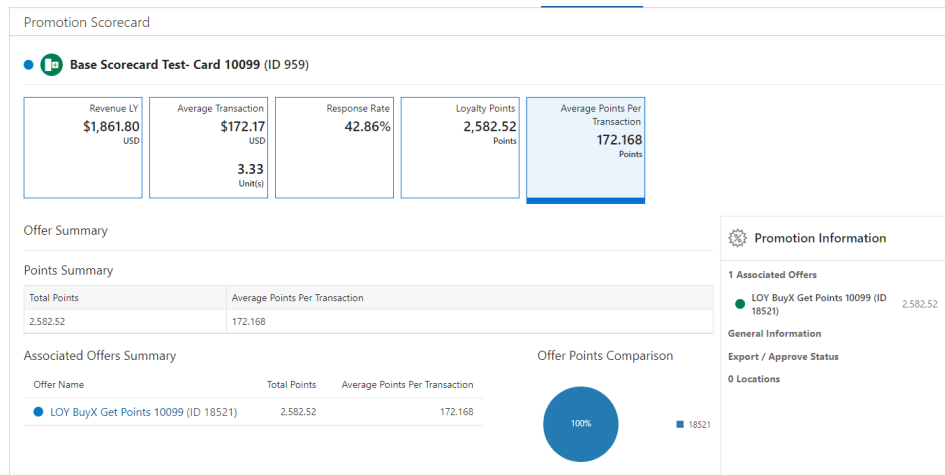 Promotion Scorecard
Base Scorecard Test- Card 10099 (ID 959)
Revenue LY
$1,861.80
USD
Average Transaction
$172.17
USD
3.33
Unit(s)
Response Rate
42.86%
Loyalty Points
2,582.52
Points
Average Points Per
Transaction
172.168
Points
Offer Summary
Points Summary
Total Points
Average Points Per Transaction
2,582.52
172.168
Associated Offers Summary
Offer Name
Total Points
Average Points Per Transaction
LOY BuyX Get Points 10099 (ID 18521)
2,582.52
172.168
Offer Points Comparison
100%
18521
Promotion Information
1 Associated Offers
LOY BuyX Get Points 10099 (ID
18521)
2,582.52
General Information
Export / Approve Status
0 Locations